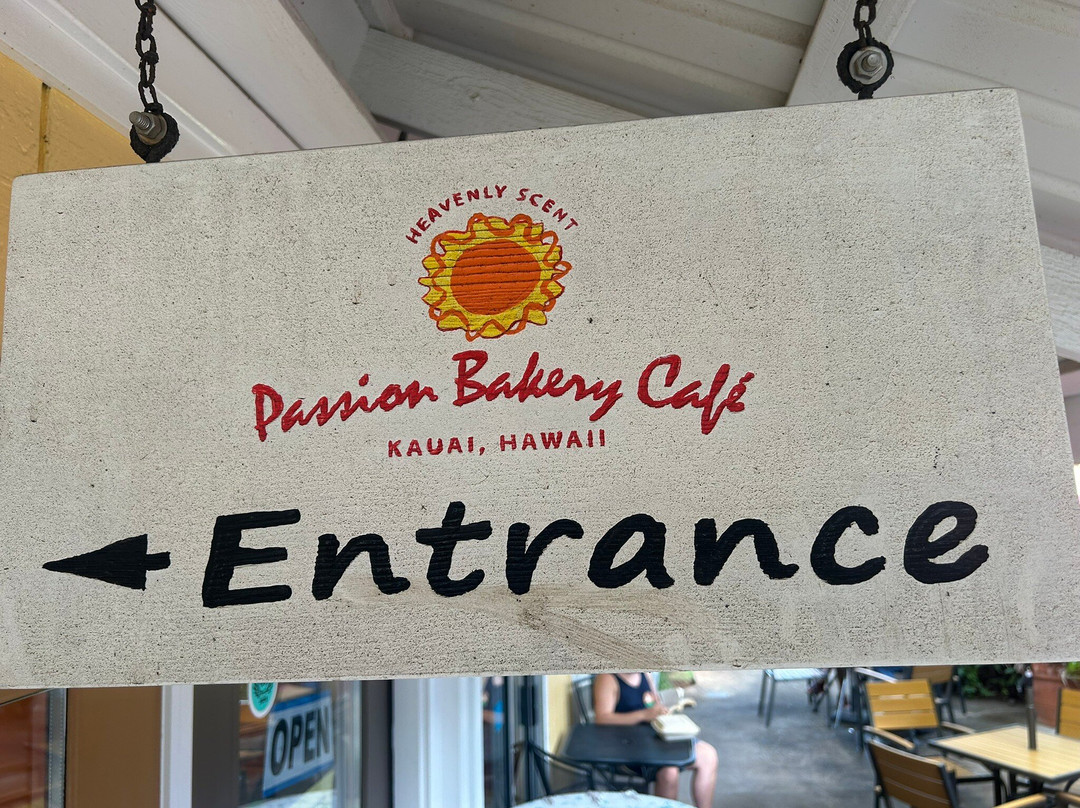 HEAVENLY SCENT
Passion Bakery Café
KAUAI, HAWAII
Entrance
OPEN